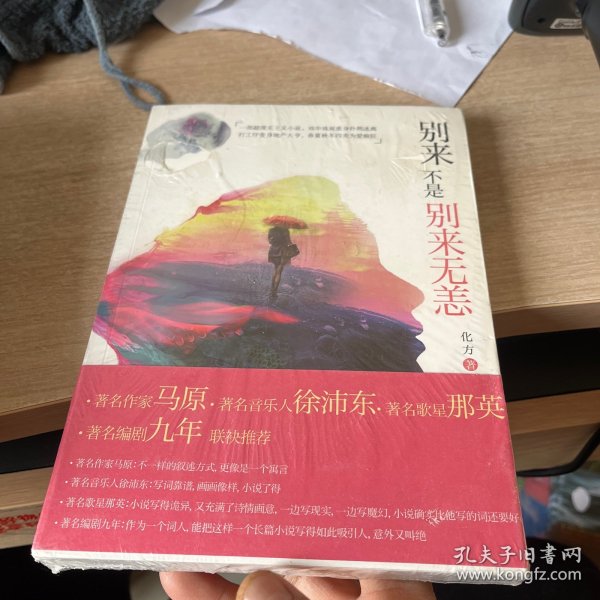 别来
不是
别来无恙
化方 著
·著名作家马原·著名音乐人徐沛东·著名歌星那英
·著名编剧九年 联袂推荐
·著名作家马原：不一样的叙述方式，更像是一个寓言
·著名音乐人徐沛东：写词靠谱，画画像样，小说了得
·著名歌星那英：小说写得诡异，又充满了诗情画意，一边写现实，一边写魔幻，小说确实比他写的词还要好
·著名编剧九年：作为一个词人，能把这样一个长篇小说写得如此吸引人，意外又叫绝
孔夫子旧书网
www.kongfz.com